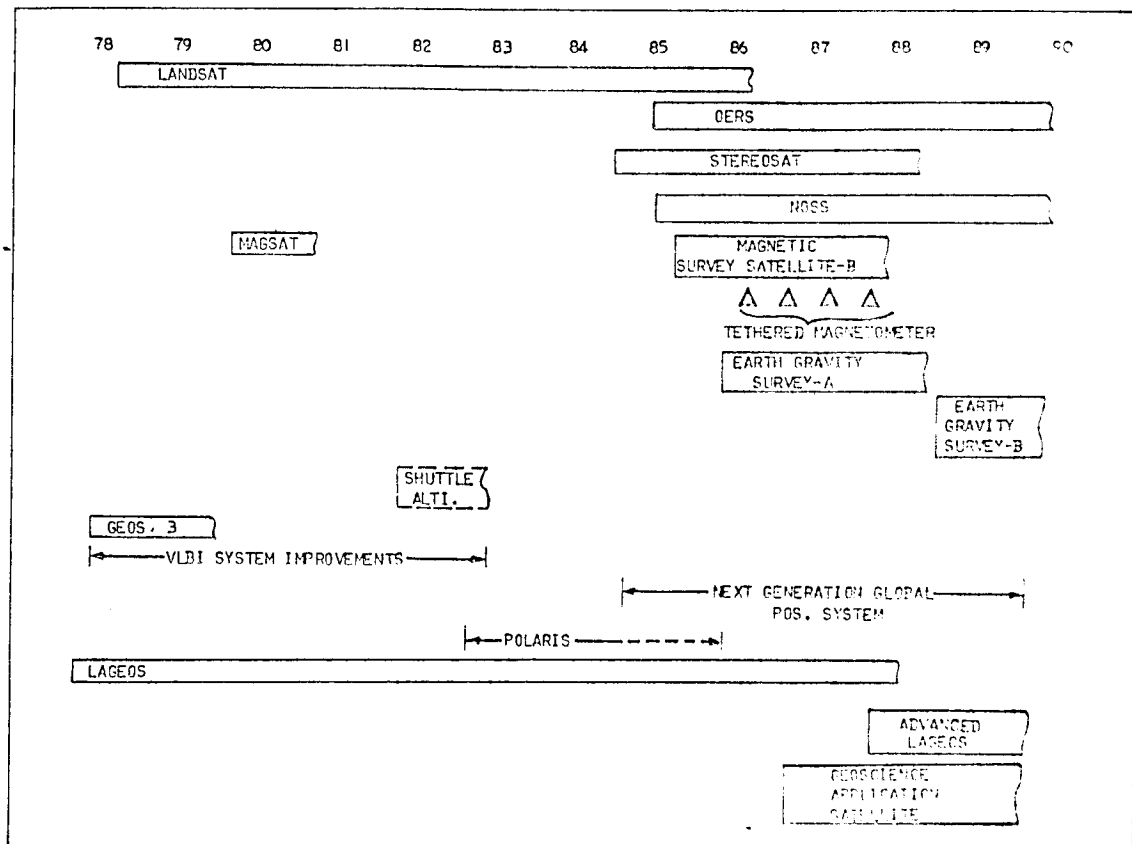 78 79 80 81 82 83 84 85 86 87 88 89 90
LANDSAT
OERS
STEREOSAT
NOSS
MAGSAT
MAGNETIC
SURVEY SATELLITE-B
TETHERED MAGNETOMETER
EARTH GRAVITY
SURVEY-A
EARTH
GRAVITY
SURVEY-B
SHUTTLE
ALTI.
GEOS. 3
VLBI SYSTEM IMPROVEMENTS
NEXT GENERATION GLOBAL
POS. SYSTEM
POLARIS
LAGEOS
ADVANCED
LAGEOS
GEOSCIENCE
APPLICATION
SATELLITE